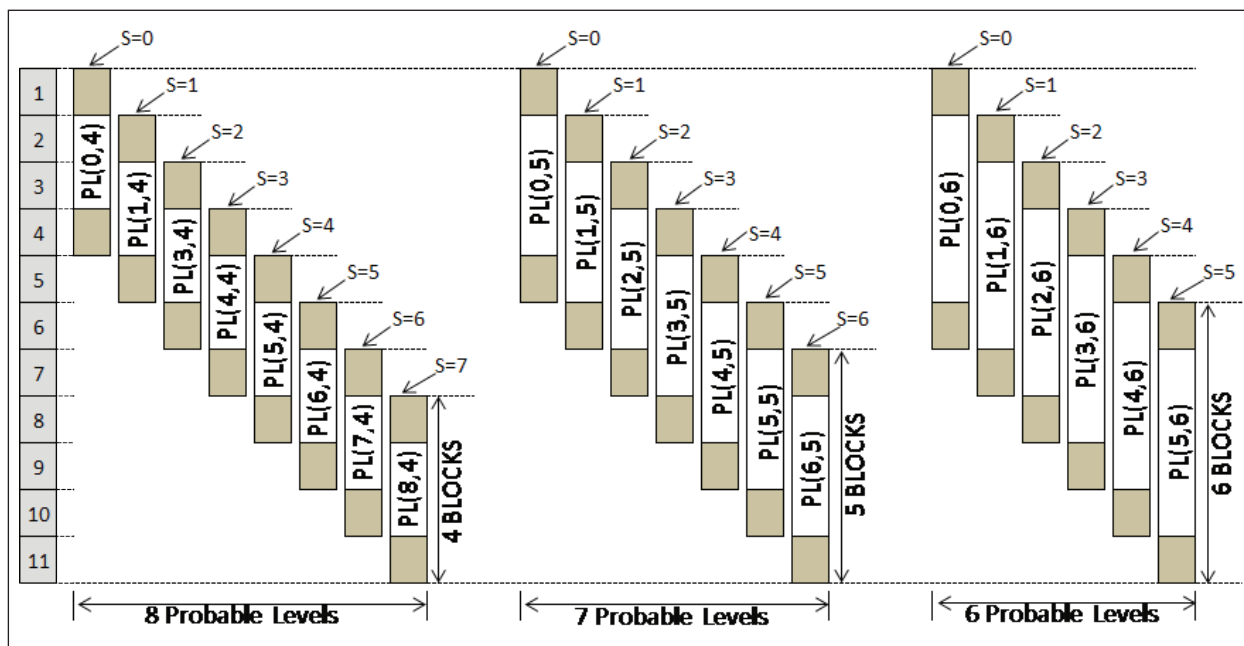 1
2
3
4
5
6
7
8
9
10
11
S=0
S=1
S=2
S=3
S=4
S=5
S=6
S=7
PL(0,4)
PL(1,4)
PL(3,4)
PL(4,4)
PL(5,4)
PL(6,4)
PL(7,4)
PL(8,4)
4 BLOCKS
8 Probable Levels
S=0
S=1
S=2
S=3
S=4
S=5
S=6
PL(0,5)
PL(1,5)
PL(2,5)
PL(3,5)
PL(4,5)
PL(5,5)
PL(6,5)
5 BLOCKS
7 Probable Levels
S=0
S=1
S=2
S=3
S=4
S=5
PL(0,6)
PL(1,6)
PL(2,6)
PL(3,6)
PL(4,6)
PL(5,6)
6 BLOCKS
6 Probable Levels